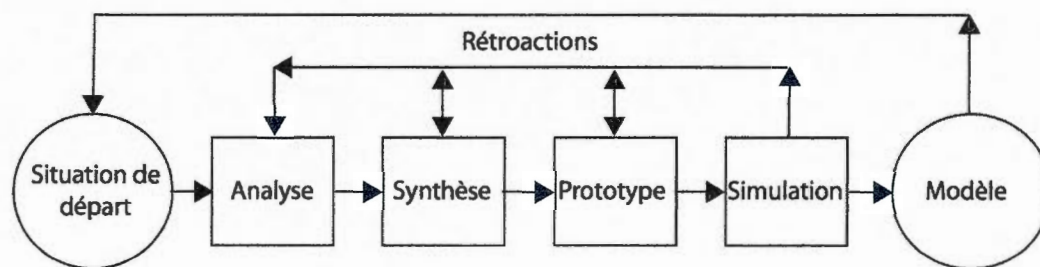 Rétroactions
Situation de
départ
Analyse
Synthèse
Prototype
Simulation
Modèle